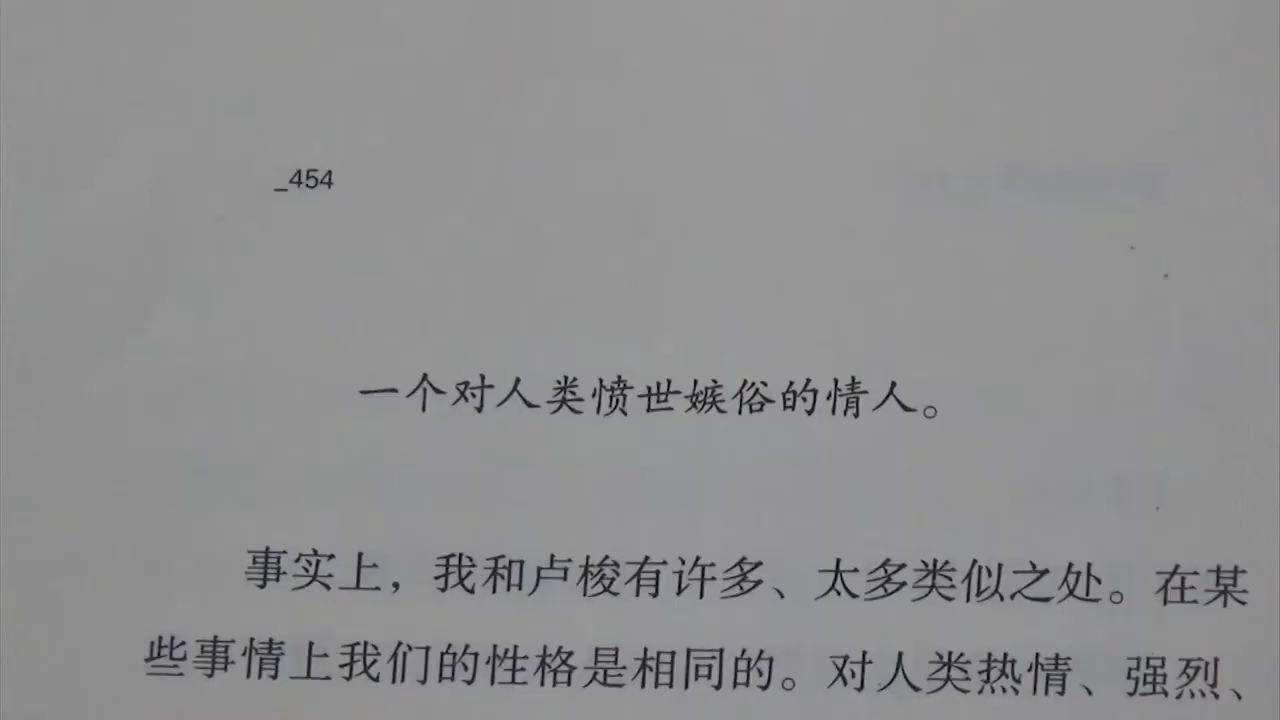 _454
一个对人类愤世嫉俗的情人。
事实上，我和卢梭有许多、太多类似之处。在某
些事情上我们的性格是相同的。对人类热情、强烈、